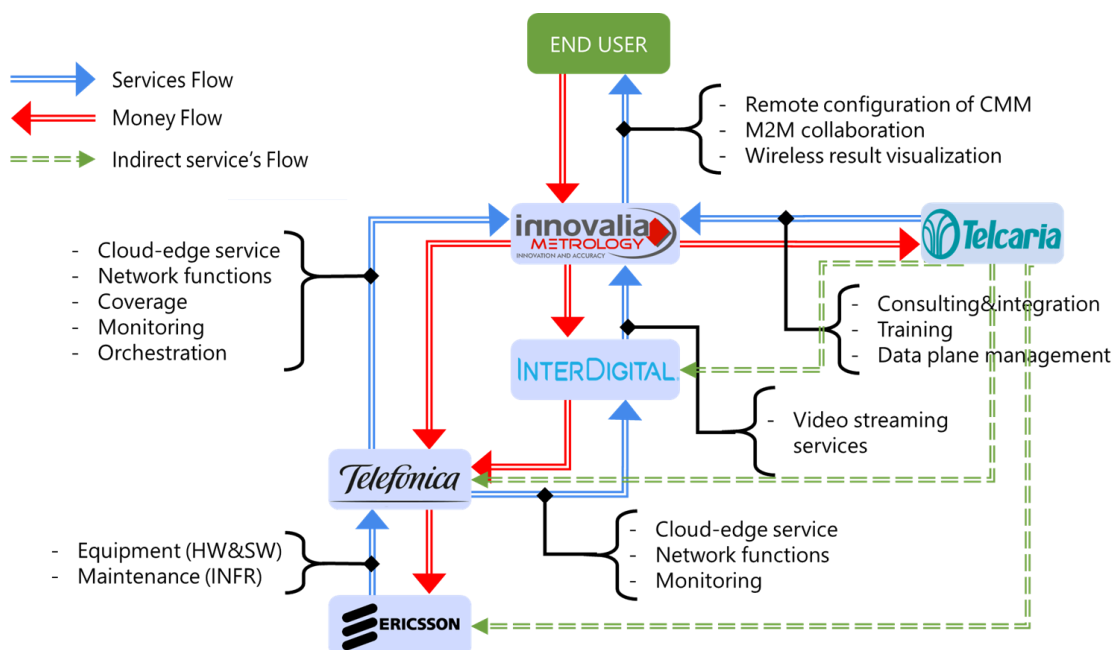 END USER
Services Flow
Money Flow
Indirect service's Flow
- Remote configuration of CMM
- M2M collaboration
- Wireless result visualization
innovalia
METROLOGY
INNOVATION AND ACCURACY
Telcaria
- Cloud-edge service
- Network functions
- Coverage
- Monitoring
- Orchestration
- Consulting&integration
- Training
- Data plane management
INTERDIGITAL.
- Video streaming
services
Telefónica
- Cloud-edge service
- Network functions
- Monitoring
- Equipment (HW&SW)
- Maintenance (INFR)
ERICSSON